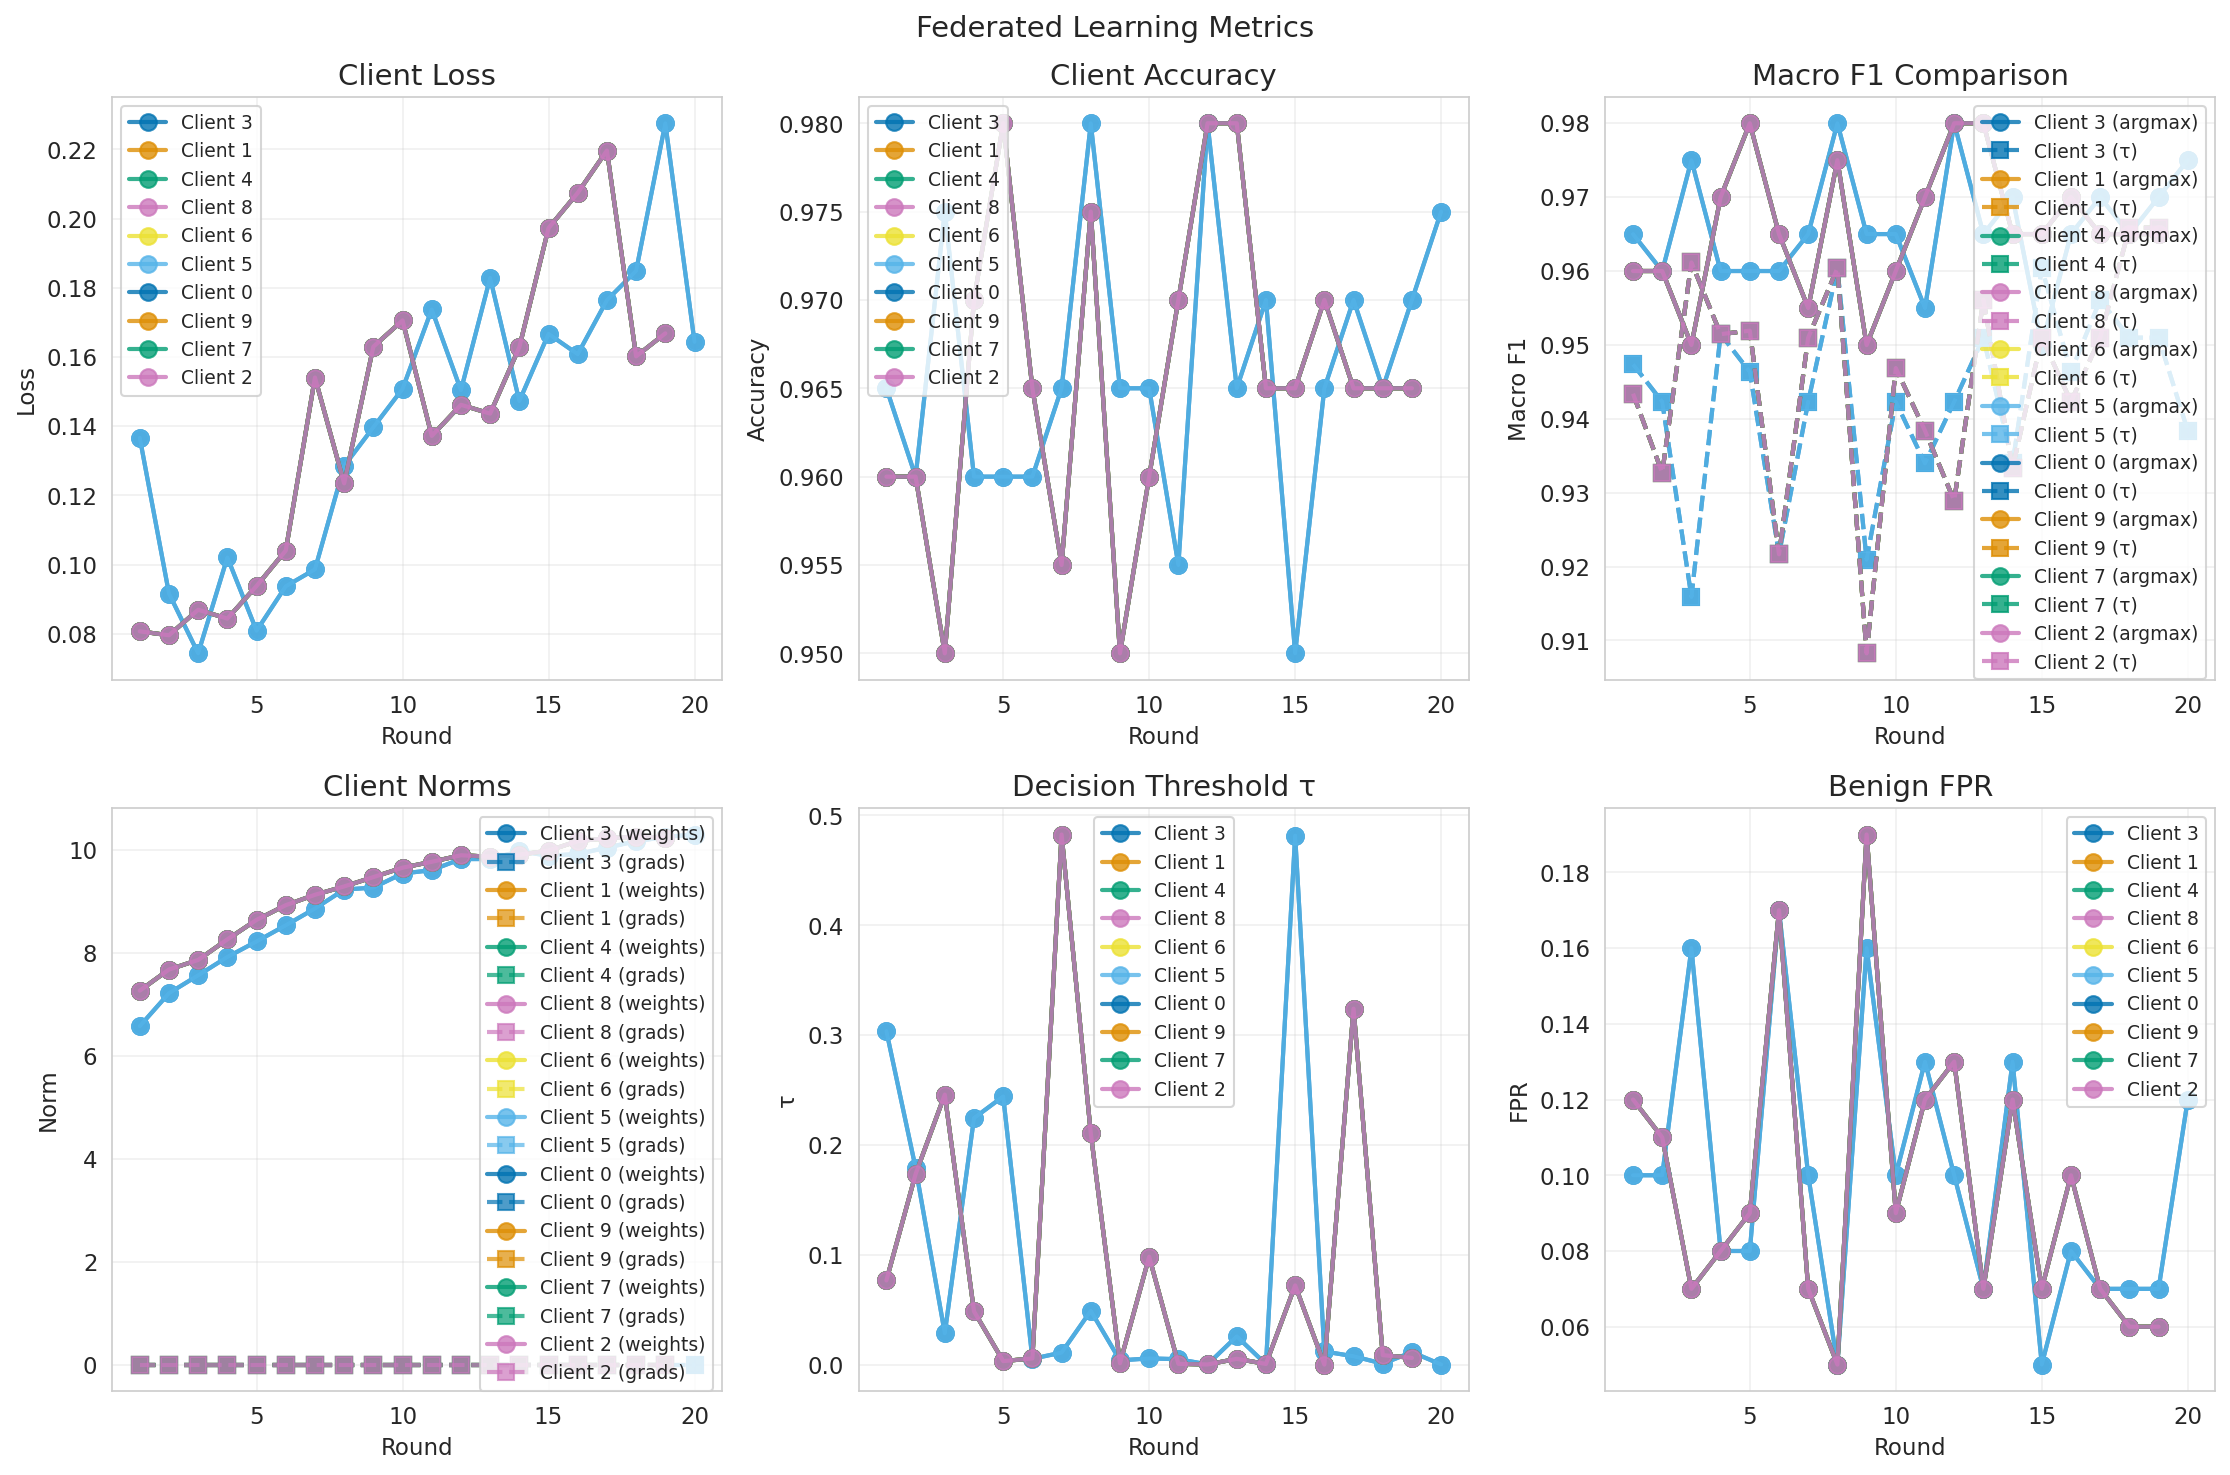 Federated Learning Metrics
Client Loss
Loss
0.22
0.20
0.18
0.16
0.14
0.12
0.10
0.08
5
10
15
20
Round
Client 3
Client 1
Client 4
Client 8
Client 6
Client 5
Client 0
Client 9
Client 7
Client 2
Client Accuracy
Accuracy
0.980
0.975
0.970
0.965
0.960
0.955
0.950
5
10
15
20
Round
Client 3
Client 1
Client 4
Client 8
Client 6
Client 5
Client 0
Client 9
Client 7
Client 2
Macro F1 Comparison
Macro F1
0.98
0.97
0.96
0.95
0.94
0.93
0.92
0.91
5
10
15
20
Round
Client 3 (argmax)
Client 3 (τ)
Client 1 (argmax)
Client 1 (τ)
Client 4 (argmax)
Client 4 (τ)
Client 8 (argmax)
Client 8 (τ)
Client 6 (argmax)
Client 6 (τ)
Client 5 (argmax)
Client 5 (τ)
Client 0 (argmax)
Client 0 (τ)
Client 9 (argmax)
Client 9 (τ)
Client 7 (argmax)
Client 7 (τ)
Client 2 (argmax)
Client 2 (τ)
Client Norms
Norm
10
8
6
4
2
0
5
10
15
20
Round
Client 3 (weights)
Client 3 (grads)
Client 1 (weights)
Client 1 (grads)
Client 4 (weights)
Client 4 (grads)
Client 8 (weights)
Client 8 (grads)
Client 6 (weights)
Client 6 (grads)
Client 5 (weights)
Client 5 (grads)
Client 0 (weights)
Client 0 (grads)
Client 9 (weights)
Client 9 (grads)
Client 7 (weights)
Client 7 (grads)
Client 2 (weights)
Client 2 (grads)
Decision Threshold τ
τ
0.5
0.4
0.3
0.2
0.1
0.0
5
10
15
20
Round
Client 3
Client 1
Client 4
Client 8
Client 6
Client 5
Client 0
Client 9
Client 7
Client 2
Benign FPR
FPR
0.18
0.16
0.14
0.12
0.10
0.08
0.06
5
10
15
20
Round
Client 3
Client 1
Client 4
Client 8
Client 6
Client 5
Client 0
Client 9
Client 7
Client 2